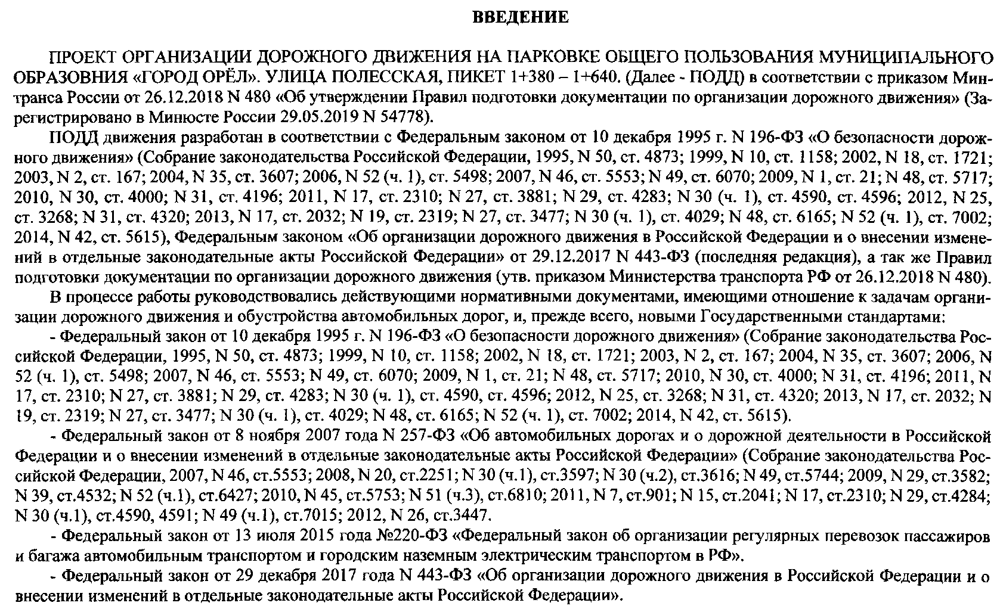 ВВЕДЕНИЕ
ПРОЕКТ ОРГАНИЗАЦИИ ДОРОЖНОГО ДВИЖЕНИЯ НА ПАРКОВКЕ ОБЩЕГО ПОЛЬЗОВАНИЯ МУНИЦИПАЛЬНОГО
ОБРАЗОВНИЯ «ГОРОД ОРЁЛ». УЛИЦА ПОЛЕССКАЯ, ПИКЕТ 1+380 – 1+640. (Далее - ПОДД) в соответствии с приказом Мин-
транса России от 26.12.2018 N 480 «Об утверждении Правил подготовки документации по организации дорожного движения» (За-
регистрировано в Минюсте России 29.05.2019 N 54778).
ПОДД движения разработан в соответствии с Федеральным законом от 10 декабря 1995 г. N 196-ФЗ «О безопасности дорож-
ного движения» (Собрание законодательства Российской Федерации, 1995, N 50, ст. 4873; 1999, N 10, ст. 1158; 2002, N 18, ст. 1721;
2003, N 2, ст. 167; 2004, N 35, ст. 3607; 2006, N 52 (ч. 1), ст. 5498; 2007, N 46, ст. 5553; N 49, ст. 6070; 2009, N 1, ст. 21; N 48, ст. 5717;
2010, N 30, ст. 4000; N 31, ст. 4196; 2011, N 17, ст. 2310; N 27, ст. 3881; N 29, ст. 4283; N 30 (ч. 1), ст. 4590, ст. 4596; 2012, N 25,
ст. 3268; N 31, ст. 4320; 2013, N 17, ст. 2032; N 19, ст. 2319; N 27, ст. 3477; N 30 (ч. 1), ст. 4029; N 48, ст. 6165; N 52 (ч. 1), ст. 7002;
2014, N 42, ст. 5615), Федеральным законом «Об организации дорожного движения в Российской Федерации и о внесении измене-
ний в отдельные законодательные акты Российской Федерации» от 29.12.2017 N 443-ФЗ (последняя редакция), а так же Правил
подготовки документации по организации дорожного движения (утв. приказом Министерства транспорта РФ от 26.12.2018 N 480).
В процессе работы руководствовались действующими нормативными документами, имеющими отношение к задачам органи-
зации дорожного движения и обустройства автомобильных дорог, и, прежде всего, новыми Государственными стандартами:
- Федеральный закон от 10 декабря 1995 г. N 196-ФЗ «О безопасности дорожного движения» (Собрание законодательства Рос-
сийской Федерации, 1995, N 50, ст. 4873; 1999, N 10, ст. 1158; 2002, N 18, ст. 1721; 2003, N 2, ст. 167; 2004, N 35, ст. 3607; 2006, N
52 (ч. 1), ст. 5498; 2007, N 46, ст. 5553; N 49, ст. 6070; 2009, N 1, ст. 21; N 48, ст. 5717; 2010, N 30, ст. 4000; N 31, ст. 4196; 2011, N
17, ст. 2310; N 27, ст. 3881; N 29, ст. 4283; N 30 (ч. 1), ст. 4590, ст. 4596; 2012, N 25, ст. 3268; N 31, ст. 4320; 2013, N 17, ст. 2032; N
19, ст. 2319; N 27, ст. 3477; N 30 (ч. 1), ст. 4029; N 48, ст. 6165; N 52 (ч. 1), ст. 7002; 2014, N 42, ст. 5615).
- Федеральный закон от 8 ноября 2007 года N 257-ФЗ «Об автомобильных дорогах и о дорожной деятельности в Российской
Федерации и о внесении изменений в отдельные законодательные акты Российской Федерации» (Собрание законодательства Рос-
сийской Федерации, 2007, N 46, ст.5553; 2008, N 20, ст.2251; N 30 (ч.1), ст.3597; N 30 (ч.2), ст.3616; N 49, ст.5744; 2009, N 29, ст.3582;
N 39, ст.4532; N 52 (ч.1), ст.6427; 2010, N 45, ст.5753; N 51 (ч.3), ст.6810; 2011, N 7, ст.901; N 15, ст.2041; N 17, ст.2310; N 29, ст.4284;
N 30 (ч.1), ст.4590, 4591; N 49 (ч.1), ст.7015; 2012, N 26, ст.3447.
- Федеральный закон от 13 июля 2015 года №220-ФЗ «Федеральный закон об организации регулярных перевозок пассажиров
и багажа автомобильным транспортом и городским наземным электрическим транспортом в РФ».
- Федеральный закон от 29 декабря 2017 года N 443-ФЗ «Об организации дорожного движения в Российской Федерации и о
внесении изменений в отдельные законодательные акты Российской Федерации».